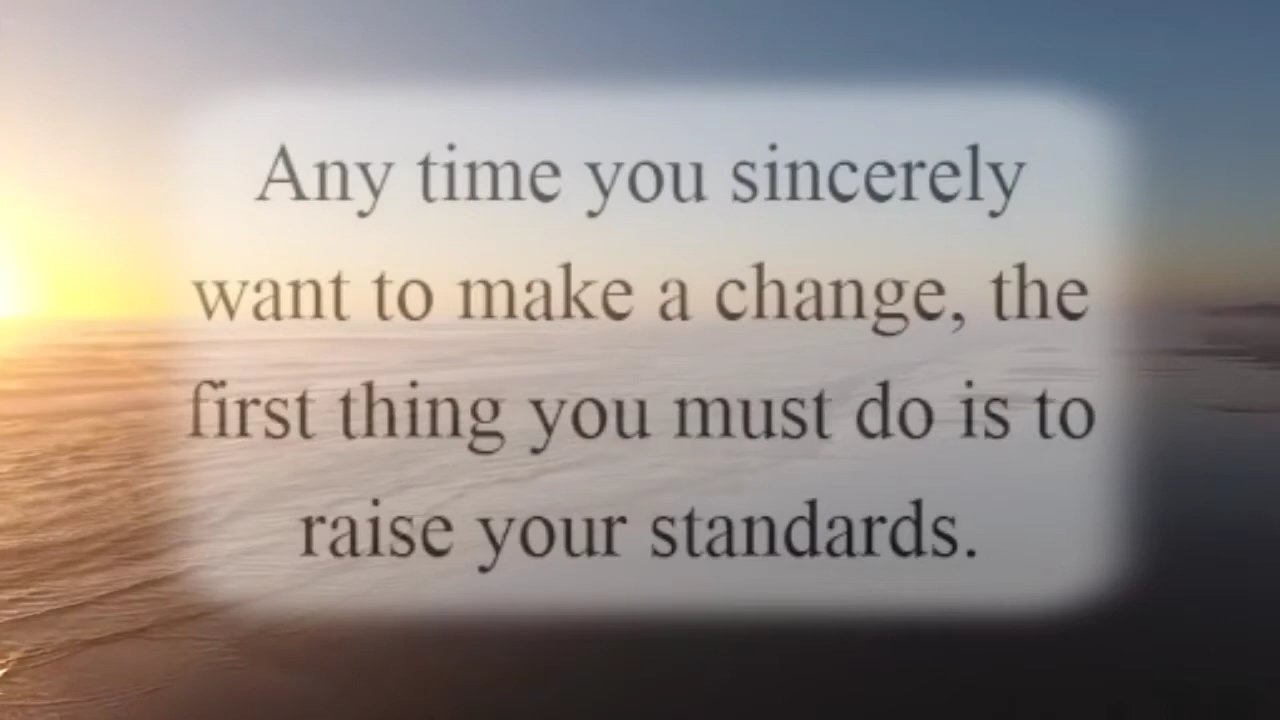 Any time you sincerely
want to make a change, the
first thing you must do is to
raise your standards.